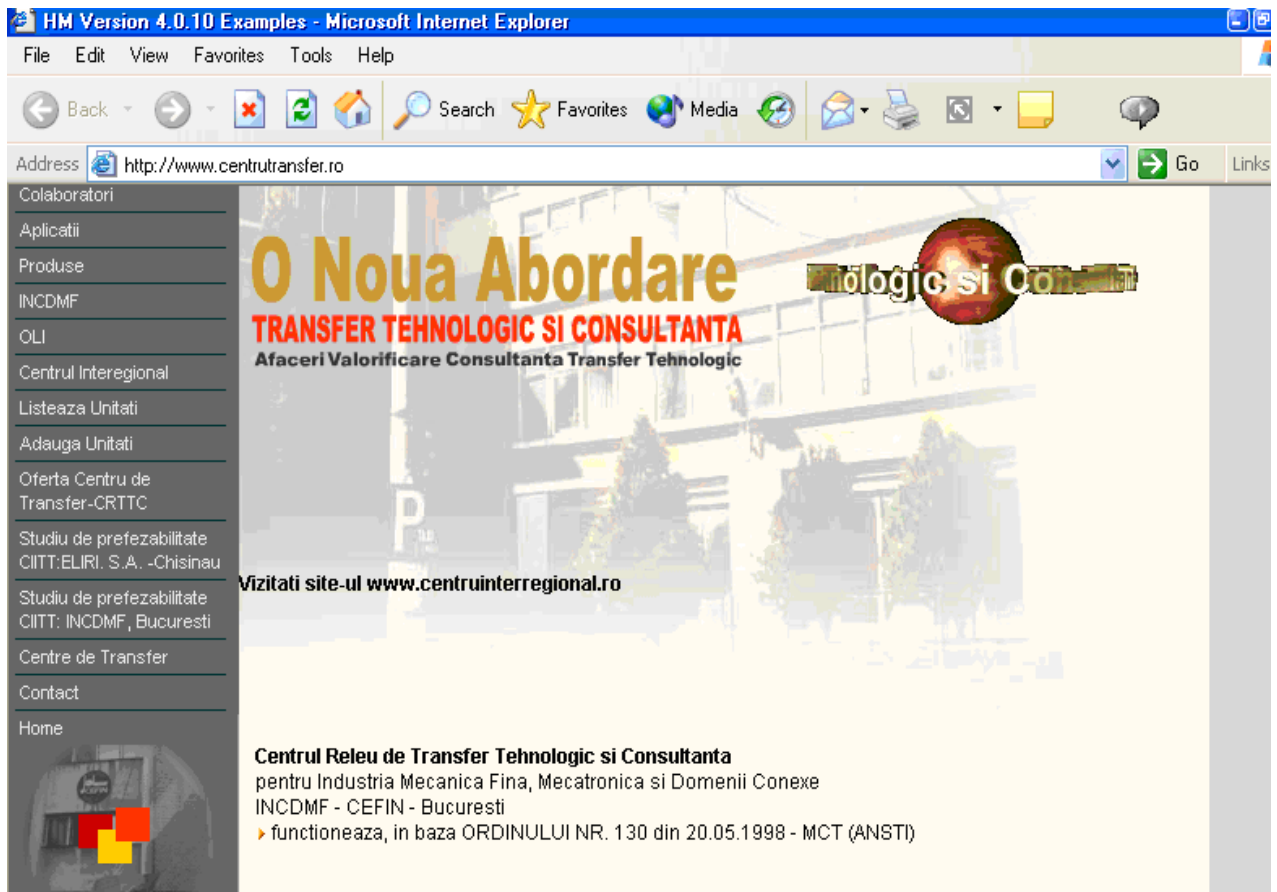 HM Version 4.0.10 Examples - Microsoft Internet Explorer
File Edit View Favorites Tools Help
Back Search Favorites Media
Address http://www.centrutransfer.ro Go Links
Colaboratori
Aplicatii
Produse
INCDMF
OLI
Centrul Interegional
Listeaza Unitati
Adauga Unitati
Oferta Centru de
Transfer-CRTTC
Studiu de prefezabilitate
CIITT:ELIRI. S.A. -Chisinau
Studiu de prefezabilitate
CIITT: INCDMF, Bucuresti
Centre de Transfer
Contact
Home
O Noua Abordare
TRANSFER TEHNOLOGIC SI CONSULTANTA
Afaceri Valorificare Consultanta Transfer Tehnologic
nologic si Con
P
Vizitati site-ul www.centruinterregional.ro
Centrul Releu de Transfer Tehnologic si Consultanta
pentru Industria Mecanica Fina, Mecatronica si Domenii Conexe
INCDMF - CEFIN - Bucuresti
functioneaza, in baza ORDINULUI NR. 130 din 20.05.1998 - MCT (ANSTI)